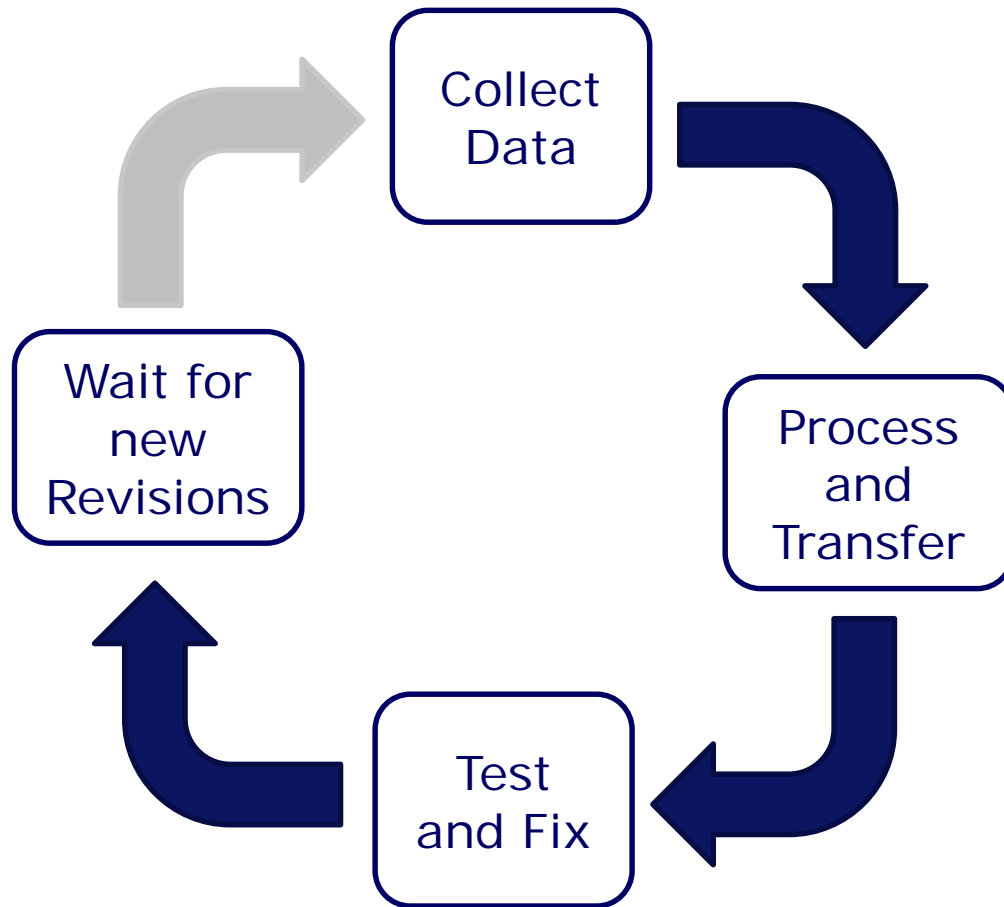 Collect
Data
Process
and
Transfer
Test
and Fix
Wait for
new
Revisions